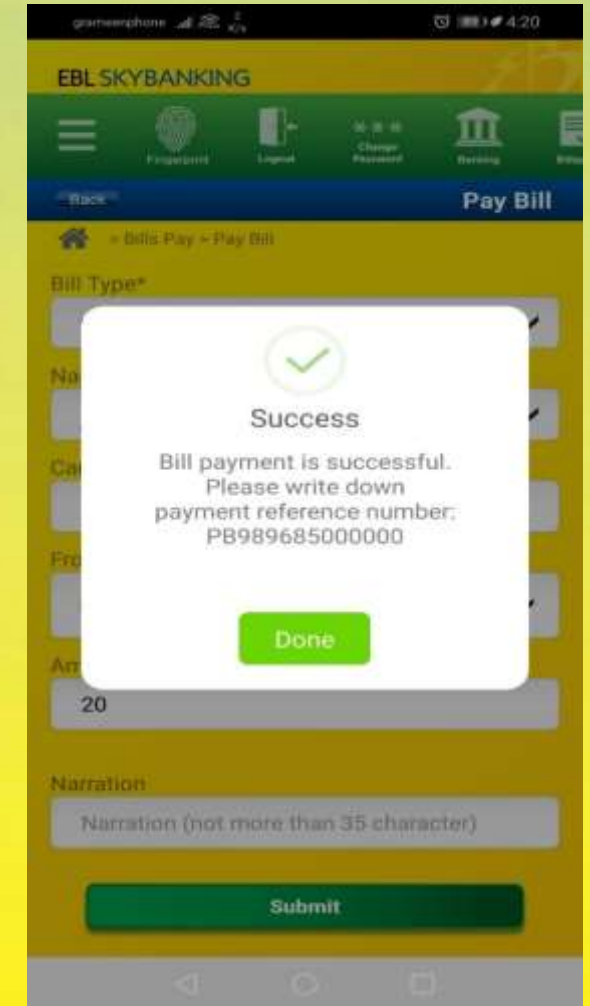 grameenphone
4:20
EBL SKYBANKING
Fingerprint
Logout
Change
Password
Banking
Back
Pay Bill
» Bills Pay » Pay Bill
Bill Type*
Success
Bill payment is successful.
Please write down
payment reference number:
PB989685000000
Done
20
Narration
Narration (not more than 35 character)
Submit